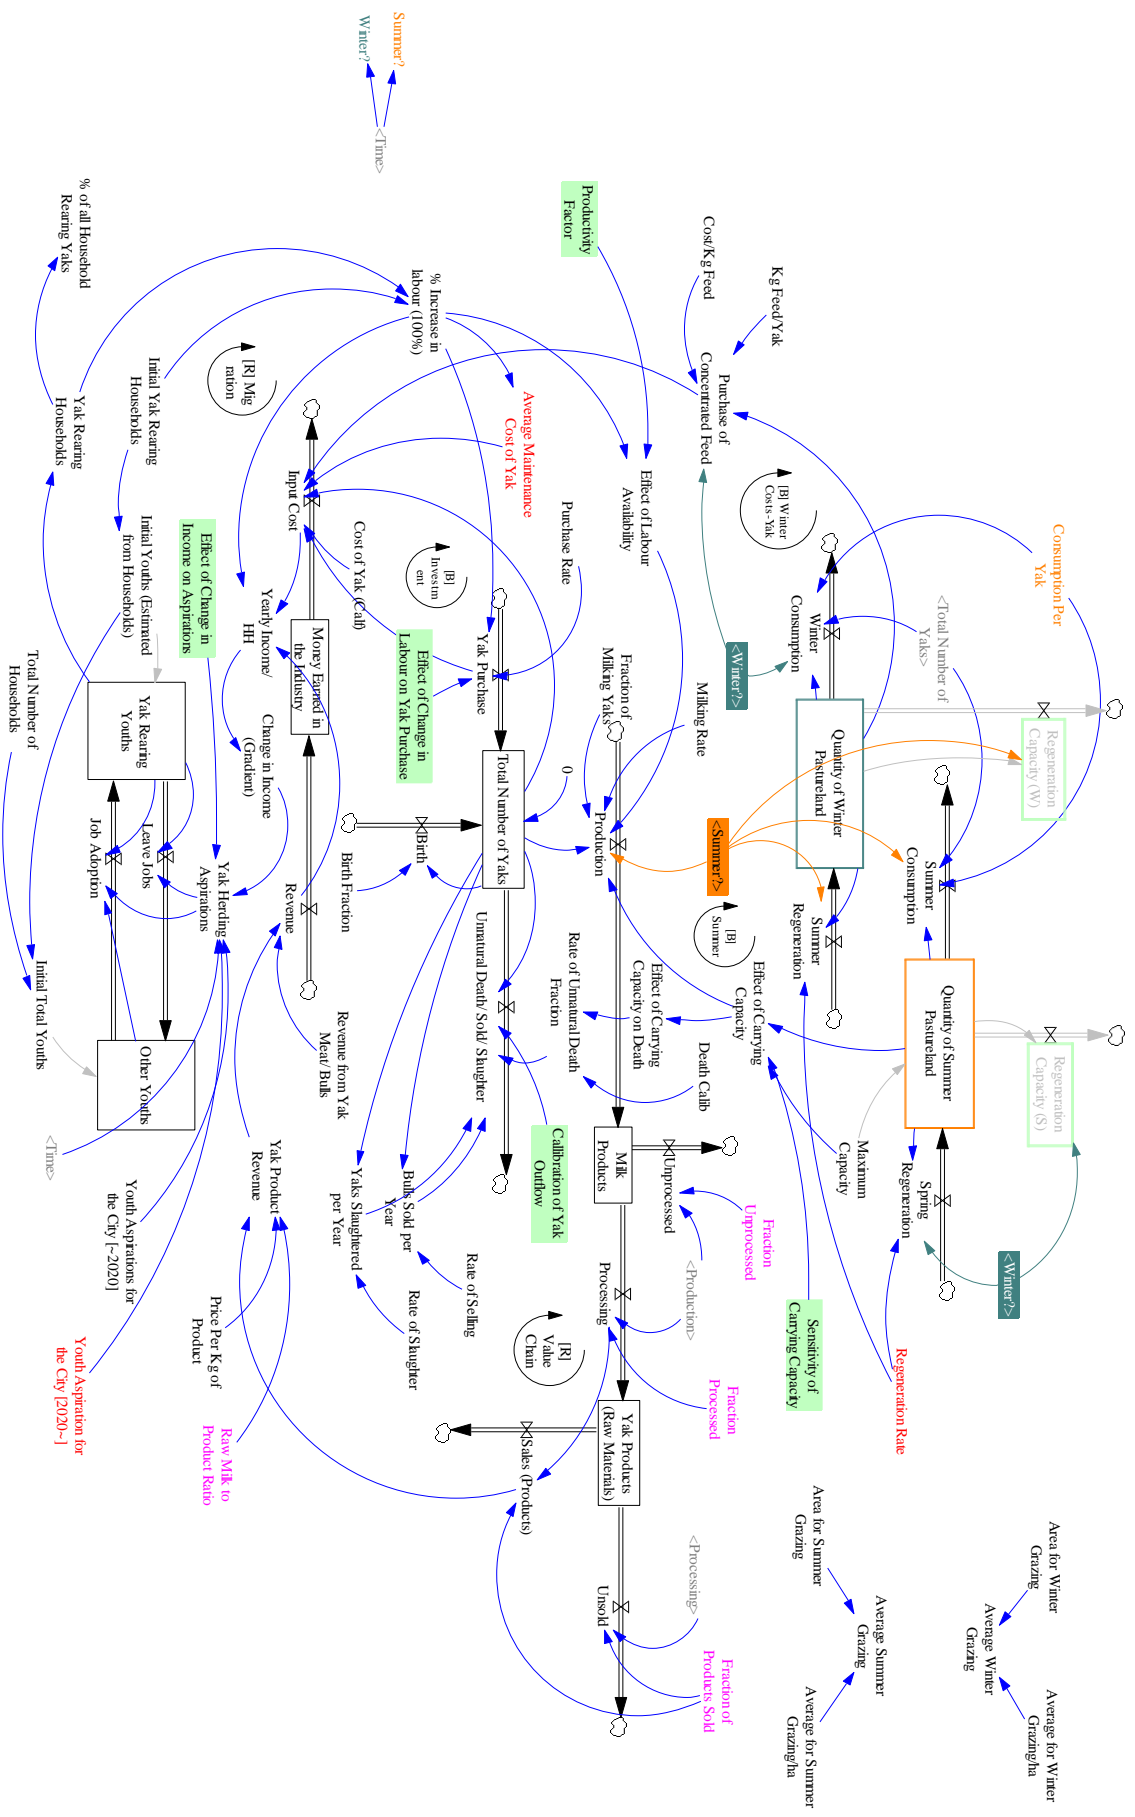 Summer?
Winter?
<Time>
Consumption Per
Yak
<Total Number of
Yaks>
Kg Feed/Yak
Cost/Kg Feed
Purchase of
Concentrated Feed
Productivity
Factor
[B] Winter
Costs -Yak
Winter
Consumption
Quantity of Winter
Pastureland
Regeneration
Capacity (W)
Summer
Consumption
Summer
Regeneration
Quantity of Summer
Pastureland
Regeneration
Capacity (S)
Spring
Regeneration
<Winter?>
<Winter?>
<Summer?>
Maximum
Capacity
Regeneration Rate
Sensitivity of
Carrying Capacity
[B]
Summer
Effect of Carrying
Capacity
Effect of Carrying
Capacity on Death
Death Calib
Rate of Unnatural Death
Fraction
Effect of Labour
Availability
Milking Rate
Fraction of
Milking Yaks
Production
Milk
Products
Unprocessed
Fraction
Unprocessed
<Production>
Processing
Fraction
Processed
[R]
Value
Chain
Yak Products
(Raw Materials)
Sales (Products)
<Processing>
Unsold
Fraction of
Products Sold
Area for Winter
Grazing
Average Winter
Grazing
Average for Winter
Grazing/ha
Area for Summer
Grazing
Average Summer
Grazing
Average for Summer
Grazing/ha
% Increase in
labour (100%)
Average Maintenance
Cost of Yak
Purchase Rate
[B]
Investm
ent
Yak Purchase
0
Total Number of Yaks
Birth
Birth Fraction
Unnatural Death/ Sold/ Slaughter
Callibration of Yak
Outflow
Bulls Sold per
Year
Yaks Slaughtered
per Year
Rate of Selling
Rate of Slaughter
Effect of Change in
Labour on Yak Purchase
Cost of Yak (Calf)
Input Cost
Money Earned in
the Industry
Revenue
Revenue from Yak
Meat/ Bulls
Yearly Income/
HH
Change in Income
(Gradient)
Yak Product
Revenue
Price Per Kg of
Product
Raw Milk to
Product Ratio
[R] Mig
ration
Effect of Change in
Income on Aspirations
Yak Herding
Aspirations
Initial Yak Rearing
Households
Initial Youths (Estimated
from Households)
% of all Household
Rearing Yaks
Yak Rearing
Households
Yak Rearing
Youths
Leave Jobs
Job Adoption
Other Youths
Total Number of
Households
Initial Total Youths
<Time>
Youth Aspirations for
the City [~2020]
Youth Aspiration for
the City [2020~]